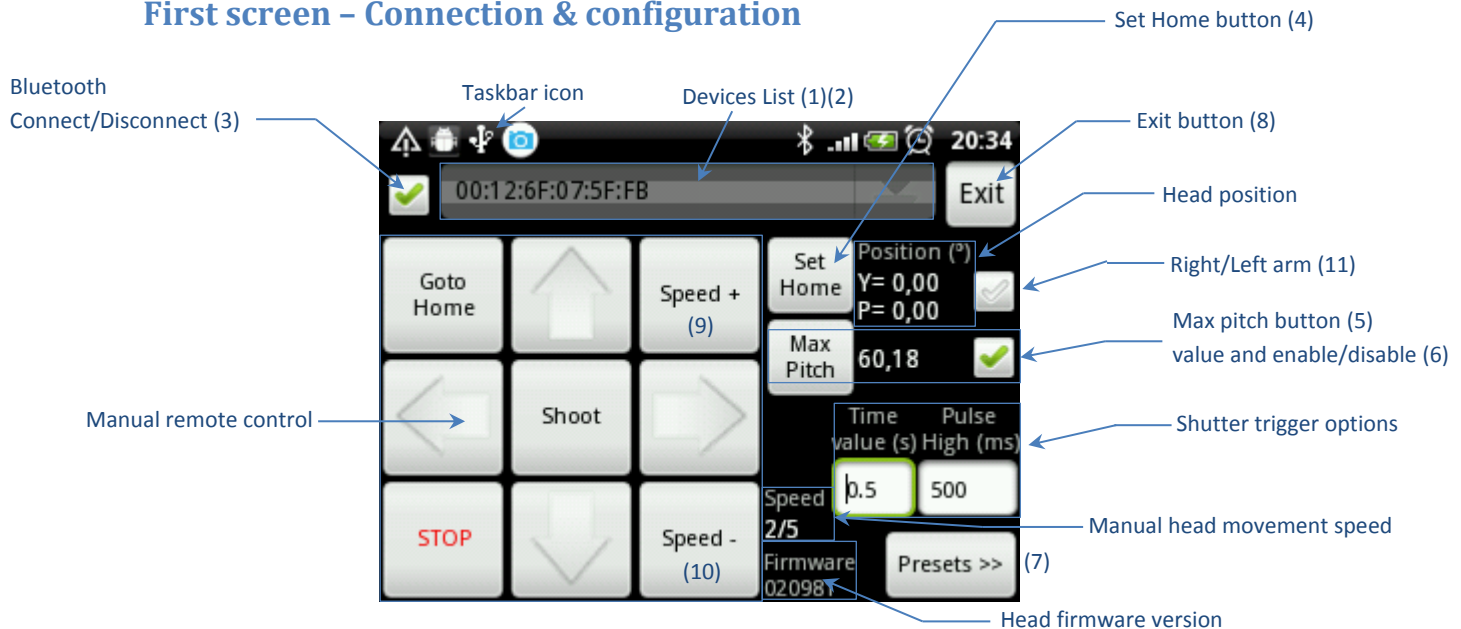 First screen – Connection & configuration
Set Home button (4)
Bluetooth
Connect/Disconnect (3)
Taskbar icon
Devices List (1)(2)
Exit button (8)
20:34
00:12:6F:07:5F:FB
Exit
Head position
Goto
Home
Speed +
(9)
Set
Home
Position (º)
Y= 0,00
P= 0,00
Right/Left arm (11)
Max
Pitch
60,18
Max pitch button (5)
value and enable/disable (6)
Manual remote control
Shoot
Time
value (s)
Pulse
High (ms)
Shutter trigger options
0.5
500
STOP
Speed -
(10)
Speed
2/5
Manual head movement speed
Firmware
Presets >>
(7)
Head firmware version